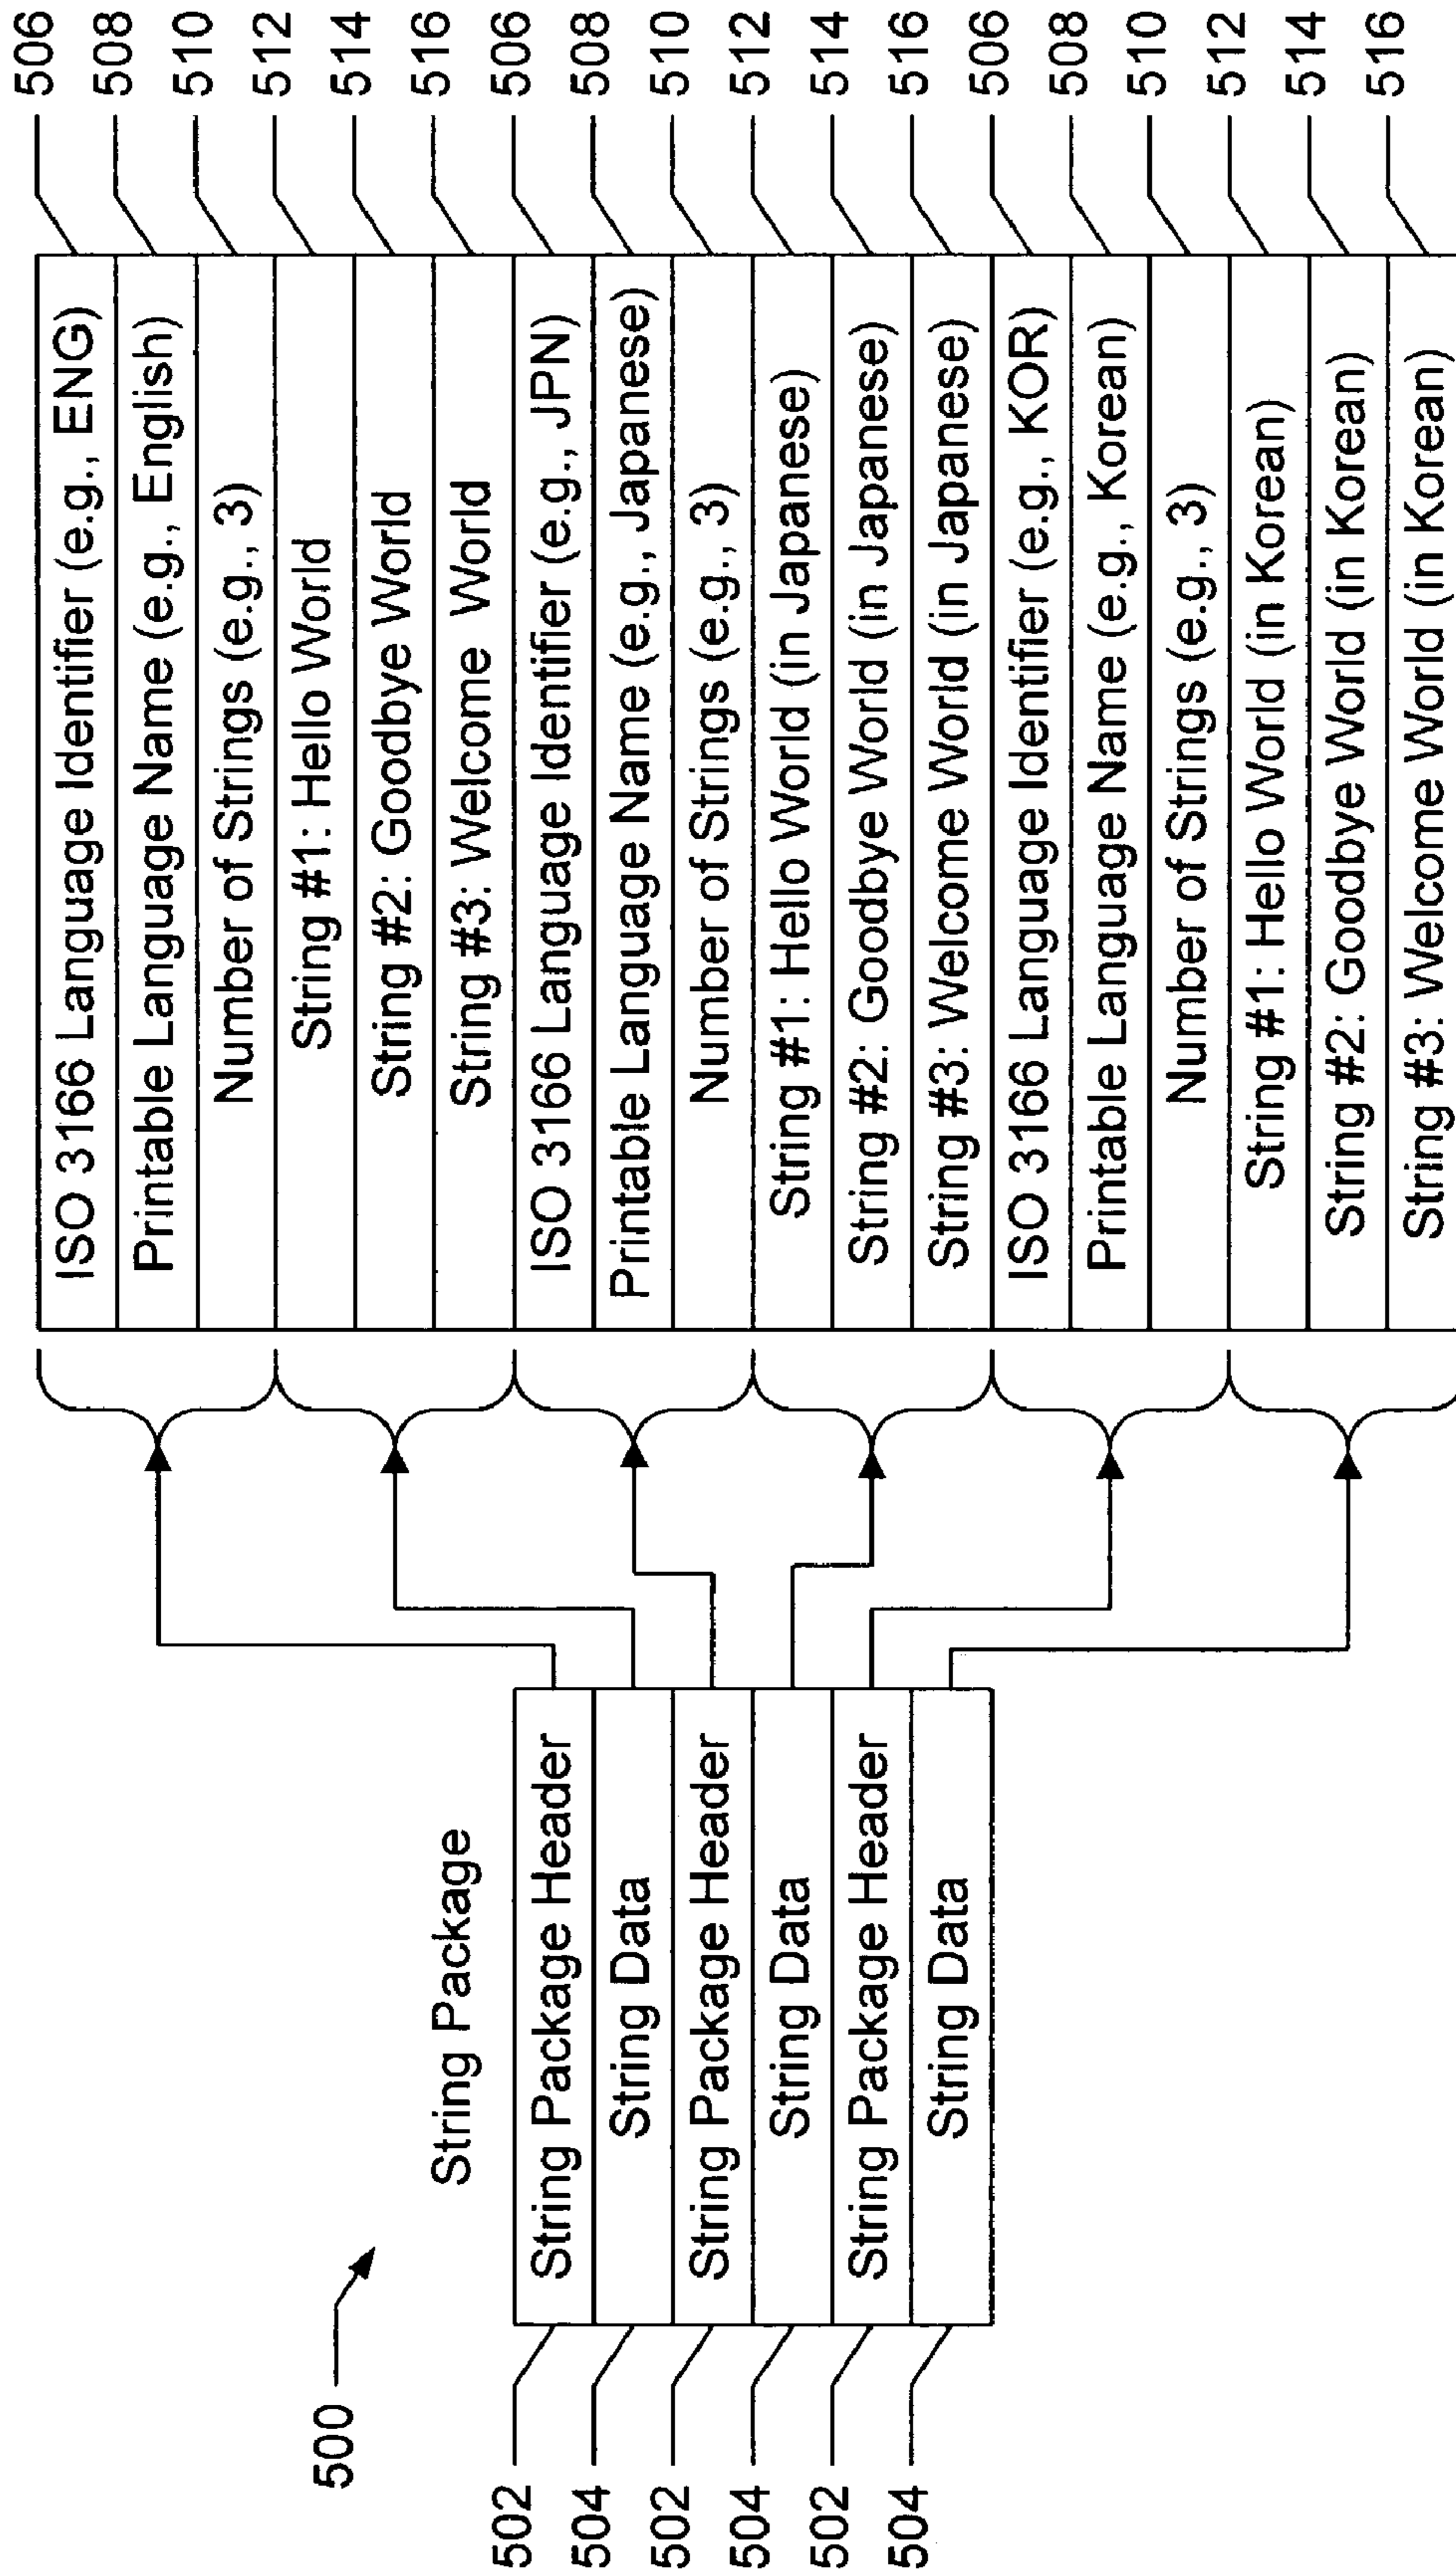 500
String Package
502
String Package Header
504
String Data
502
String Package Header
504
String Data
502
String Package Header
504
String Data
ISO 3166 Language Identifier (e.g., ENG)
506
Printable Language Name (e.g., English)
508
Number of Strings (e.g., 3)
510
String #1: Hello World
512
String #2: Goodbye World
514
String #3: Welcome World
516
ISO 3166 Language Identifier (e.g., JPN)
506
Printable Language Name (e.g., Japanese)
508
Number of Strings (e.g., 3)
510
String #1: Hello World (in Japanese)
512
String #2: Goodbye World (in Japanese)
514
String #3: Welcome World (in Japanese)
516
ISO 3166 Language Identifier (e.g., KOR)
506
Printable Language Name (e.g., Korean)
508
Number of Strings (e.g., 3)
510
String #1: Hello World (in Korean)
512
String #2: Goodbye World (in Korean)
514
String #3: Welcome World (in Korean)
516